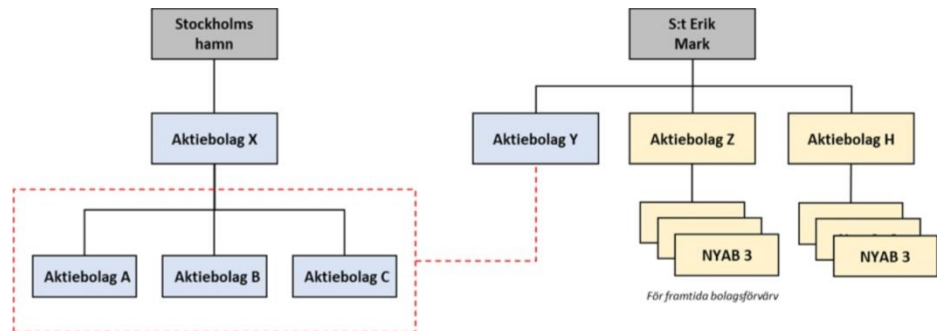 Stockholms
hamn
S:t Erik
Mark
Aktiebolag X
Aktiebolag Y
Aktiebolag Z
Aktiebolag H
Aktiebolag A
Aktiebolag B
Aktiebolag C
NYAB 3
NYAB 3
För framtida bolagsförvärv